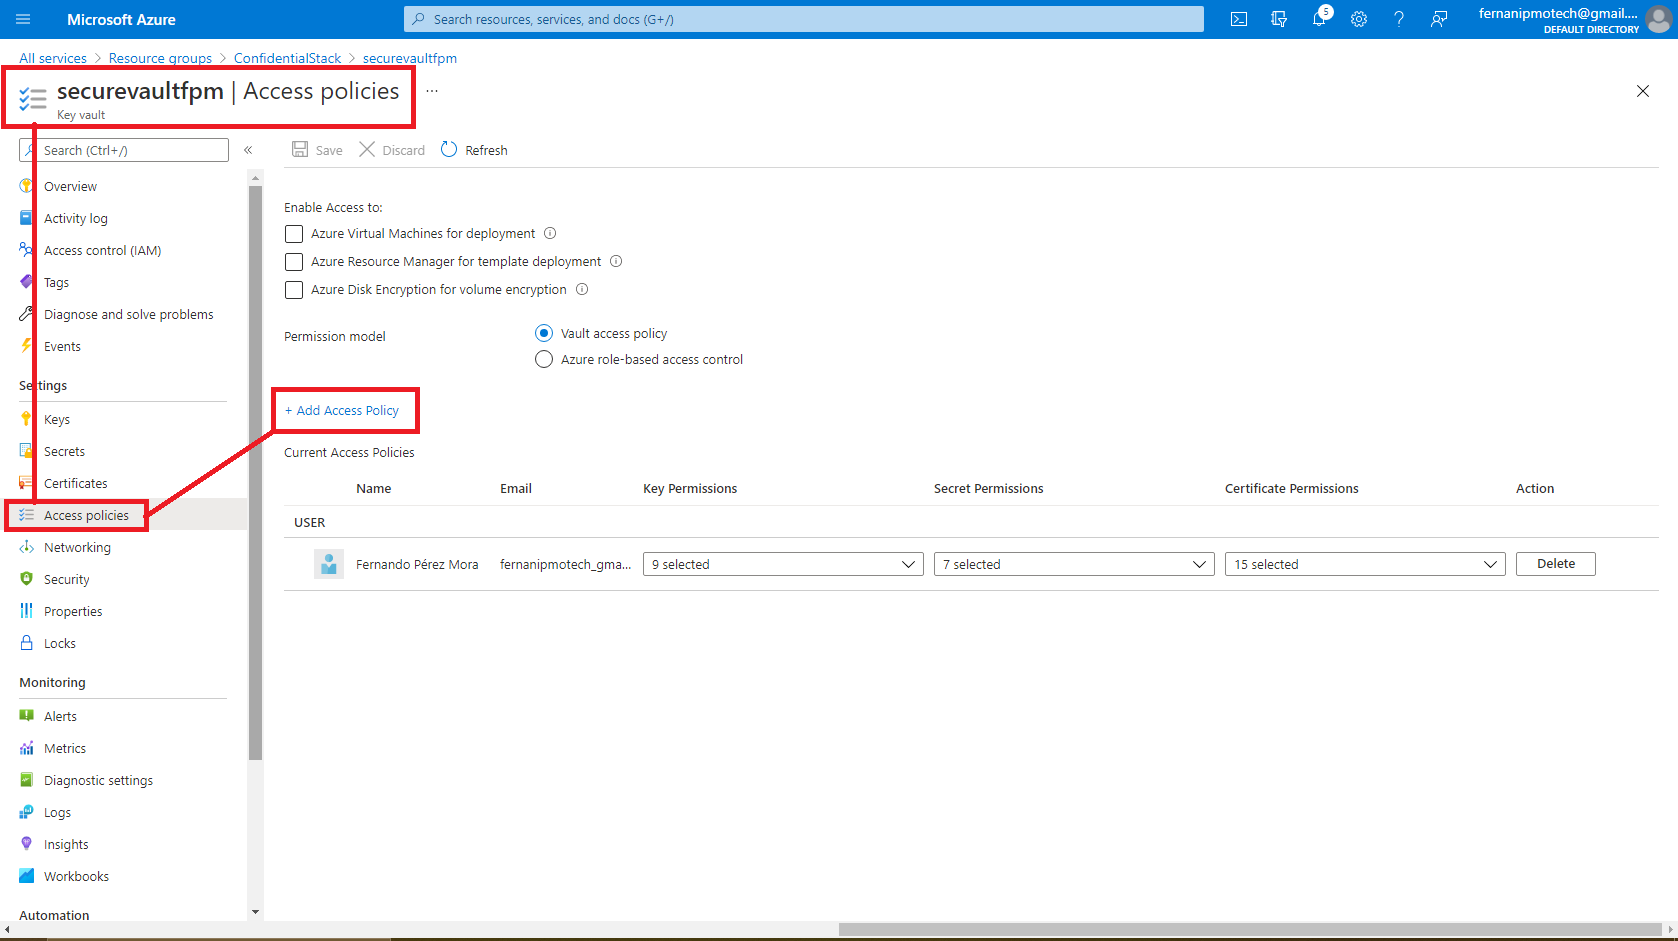 Microsoft Azure
Search resources, services, and docs (G+/)
5
fernanipmotech@gmail....
DEFAULT DIRECTORY
All services > Resource groups > ConfidentialStack > securevaultfpm
securevaultfpm | Access policies ...
Key vault
Search (Ctrl+/)
«
Save Discard Refresh
Overview
Activity log
Access control (IAM)
Tags
Diagnose and solve problems
Events
Settings
Keys
Secrets
Certificates
Access policies
Networking
Security
Properties
Locks
Monitoring
Alerts
Metrics
Diagnostic settings
Logs
Insights
Workbooks
Automation
Enable Access to:
Azure Virtual Machines for deployment
Azure Resource Manager for template deployment
Azure Disk Encryption for volume encryption
Permission model
Vault access policy
Azure role-based access control
+ Add Access Policy
Current Access Policies
Name Email Key Permissions Secret Permissions Certificate Permissions Action
USER
Fernando Pérez Mora fernanipmotech_gma... 9 selected 7 selected 15 selected Delete